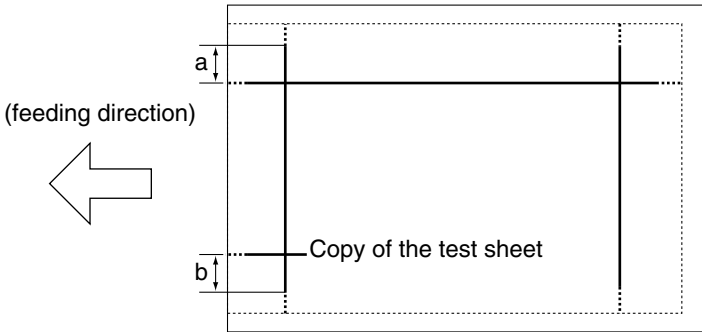 a
(feeding direction)
Copy of the test sheet
b